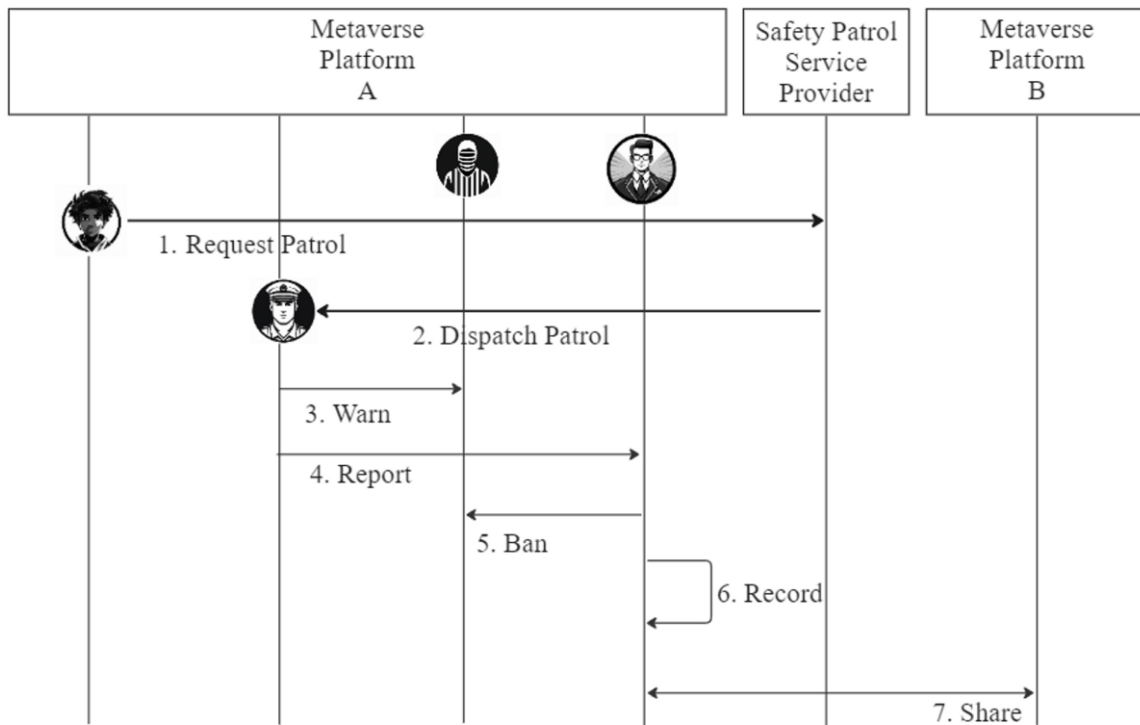 Metaverse
Platform
A
Safety Patrol
Service
Provider
Metaverse
Platform
B
1. Request Patrol
2. Dispatch Patrol
3. Warn
4. Report
5. Ban
6. Record
7. Share